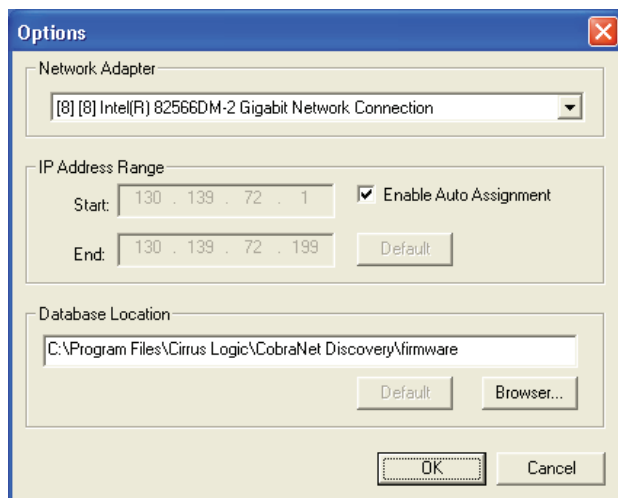 Options
Network Adapter
[8] [8] Intel(R) 82566DM-2 Gigabit Network Connection
IP Address Range
Start: 130 . 139 . 72 . 1 Enable Auto Assignment
End: 130 . 139 . 72 . 199 Default
Database Location
C:\Program Files\Cirrus Logic\CobraNet Discovery\firmware
Default Browser...
OK Cancel